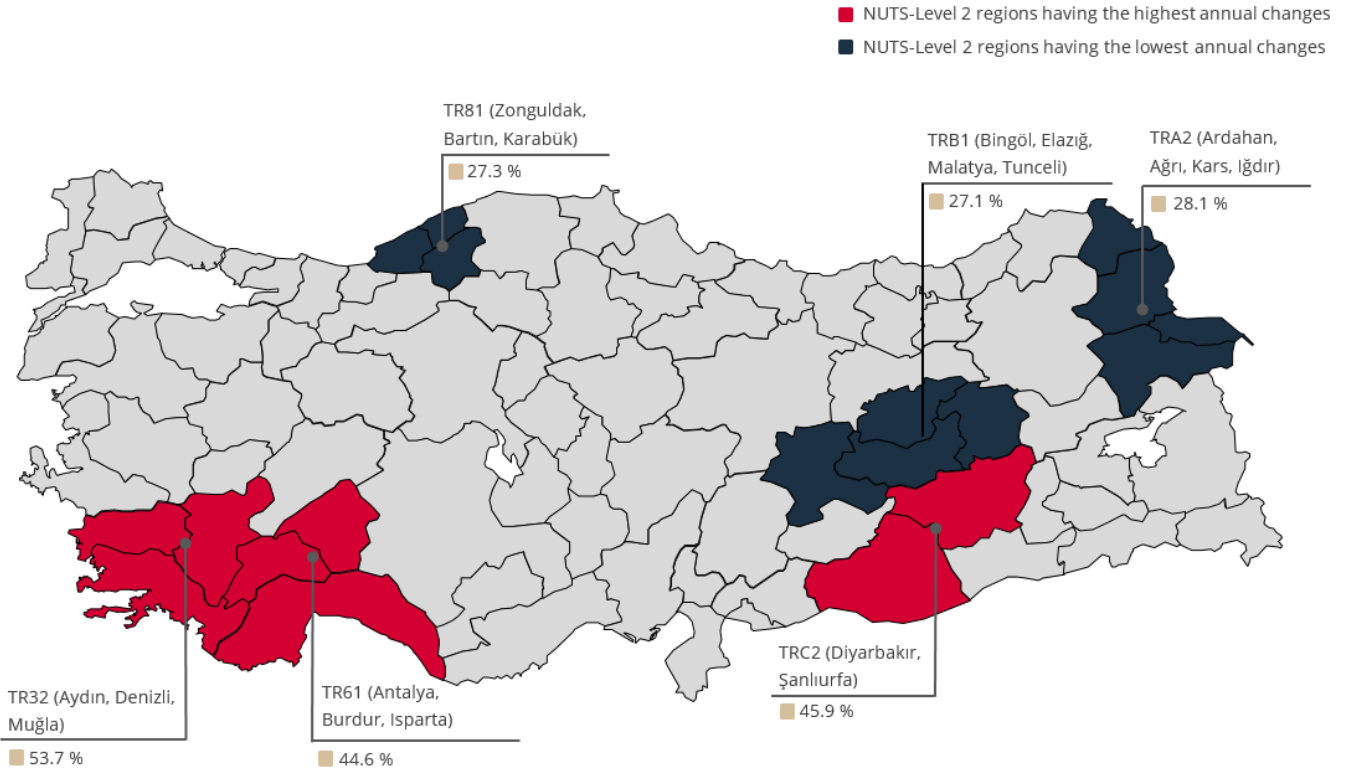 NUTS-Level 2 regions having the highest annual changes
NUTS-Level 2 regions having the lowest annual changes
TR81 (Zonguldak,
Bartın, Karabük)
27.3 %
TRB1 (Bingöl, Elazığ,
Malatya, Tunceli)
27.1 %
TRA2 (Ardahan,
Ağrı, Kars, Iğdır)
28.1 %
TR32 (Aydın, Denizli,
Muğla)
53.7 %
TR61 (Antalya,
Burdur, Isparta)
44.6 %
TRC2 (Diyarbakır,
Şanlıurfa)
45.9 %